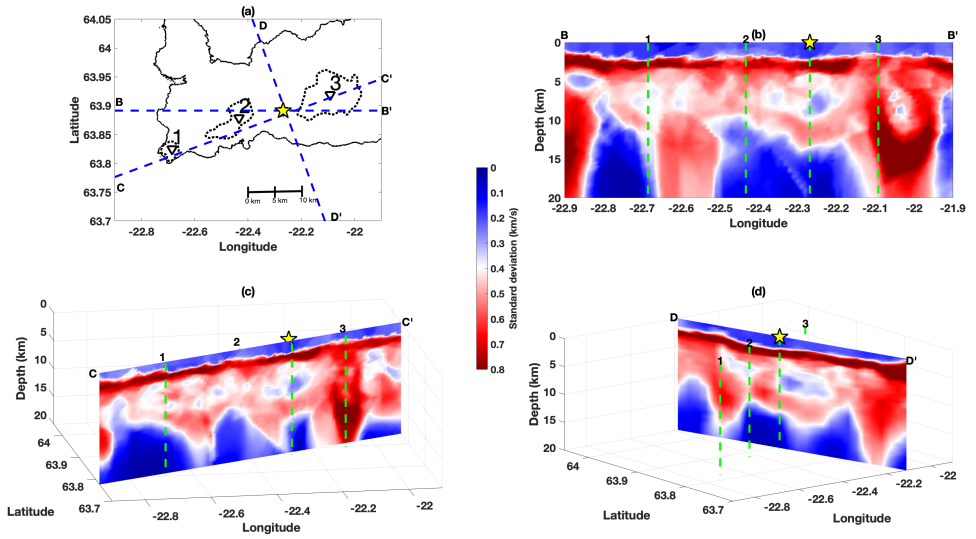 (a)
64.05
64
63.95
63.9
63.85
63.8
63.75
63.7
Latitude
D
B
C
1
2
3
C'
B'
D'
0 km 5 km 10 km
-22.8 -22.6 -22.4 -22.2 -22
Longitude
(b)
B 1 2 3 B'
0
5
10
15
20
Depth (km)
-22.9 -22.8 -22.7 -22.6 -22.5 -22.4 -22.3 -22.2 -22.1 -22 -21.9
Longitude
0
0.1
0.2
0.3
0.4
0.5
0.6
0.7
0.8
Standard deviation (km/s)
(c)
0
5
10
15
20
Depth (km)
C 1 2 3 C'
64
63.9
63.8
63.7
Latitude
-22.8 -22.6 -22.4 -22.2 -22
Longitude
(d)
D 1 2 3 D'
0
5
10
15
20
Depth (km)
64
63.9
63.8
63.7
Latitude
-22.8 -22.6 -22.4 -22.2 -22
Longitude